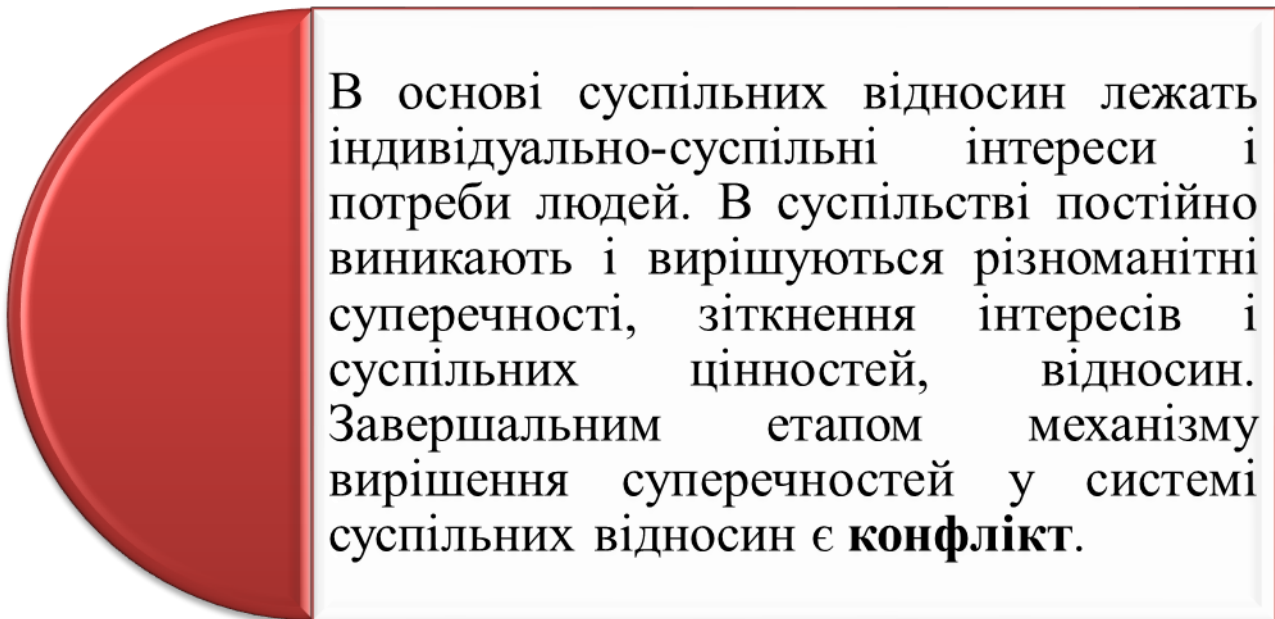 В основі суспільних відносин лежать
індивідуально-суспільні інтереси і
потреби людей. В суспільстві постійно
виникають і вирішуються різноманітні
суперечності, зіткнення інтересів і
суспільних цінностей, відносин.
Завершальним етапом механізму
вирішення суперечностей у системі
суспільних відносин є конфлікт.